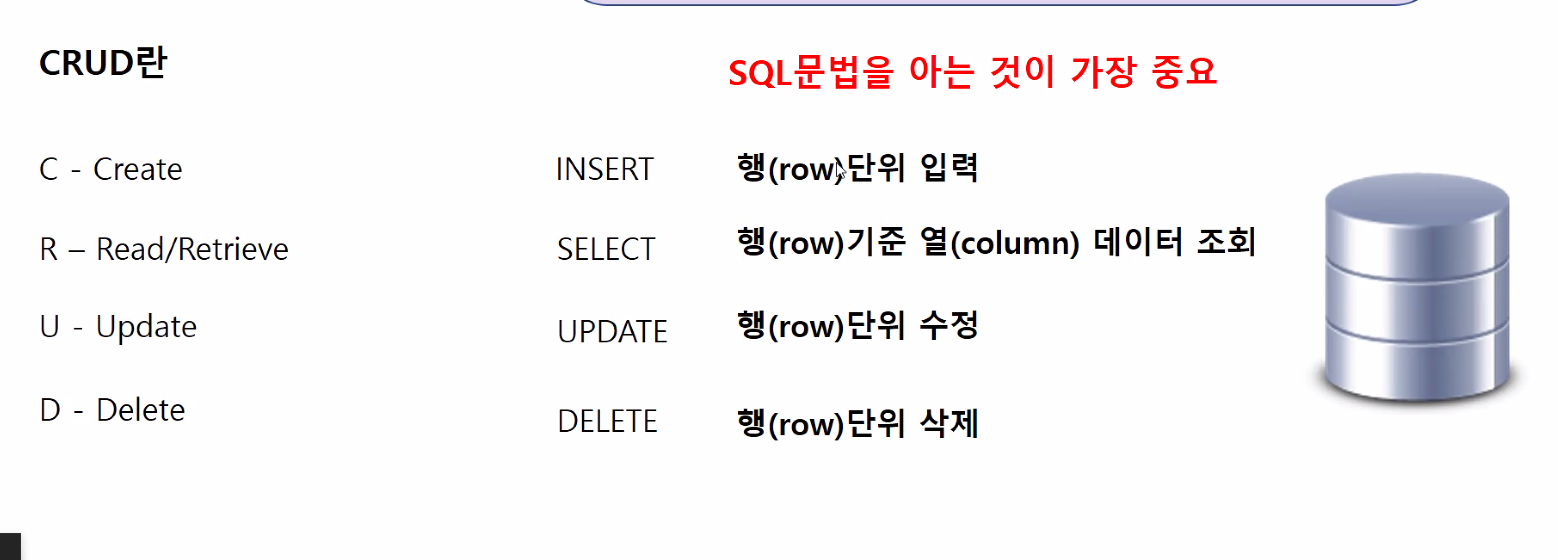 CRUD란
SQL문법을 아는 것이 가장 중요
C - Create INSERT 행(row)단위 입력
R – Read/Retrieve SELECT 행(row)기준 열(column) 데이터 조회
U - Update UPDATE 행(row)단위 수정
D - Delete DELETE 행(row)단위 삭제